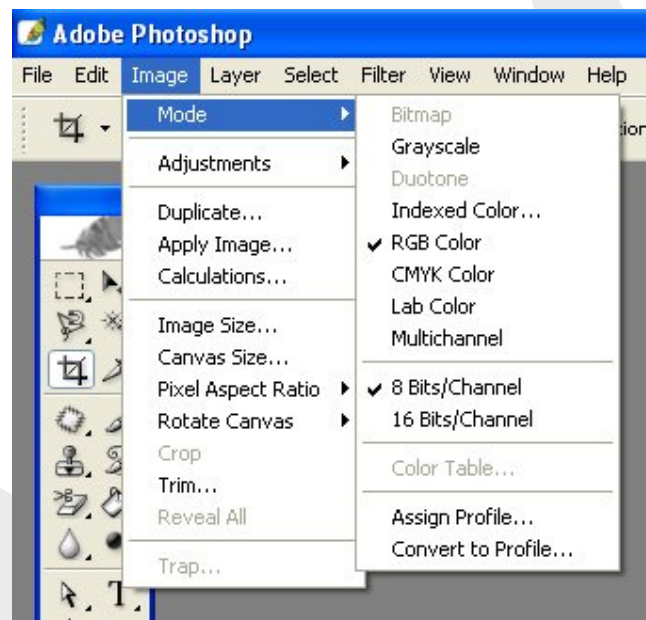 Adobe Photoshop
File Edit Image Layer Select Filter View Window Help
Mode
Adjustments
Duplicate...
Apply Image...
Calculations...
Image Size...
Canvas Size...
Pixel Aspect Ratio
Rotate Canvas
Crop
Trim...
Reveal All
Trap...
Bitmap
Grayscale
Duotone
Indexed Color...
RGB Color
CMYK Color
Lab Color
Multichannel
8 Bits/Channel
16 Bits/Channel
Color Table...
Assign Profile...
Convert to Profile...